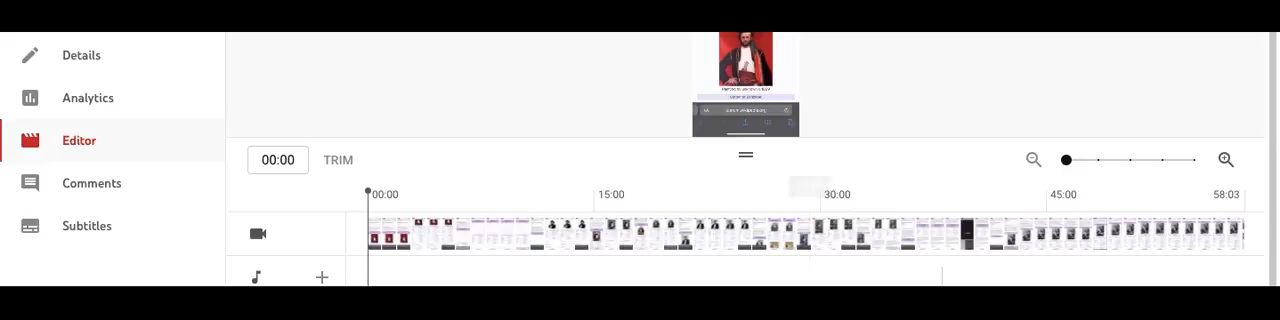 Details
Analytics
Editor
00:00 TRIM
Comments
00:00 15:00 30:00 45:00 58:03
Subtitles